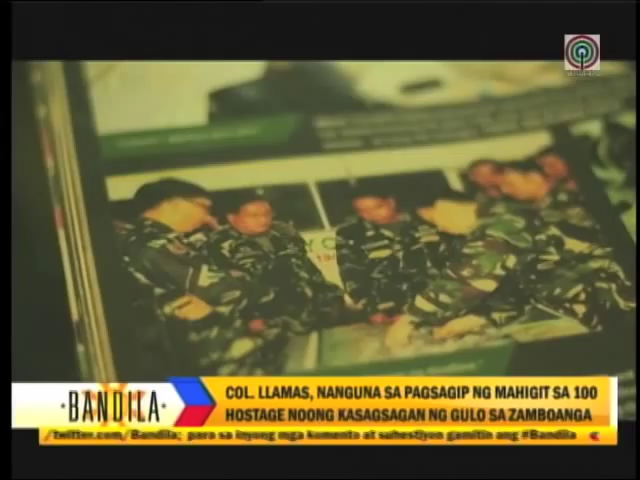 BANDILA
COL. LLAMAS, NANGUNA SA PAGSAGIP NG MAHIGIT SA 100
HOSTAGE NOONG KASAGSAGAN NG GULO SA ZAMBOANGA
/twitter.com/Bandila; para sa inyong mga komento at suhestiyon gamitin ang #Bandila